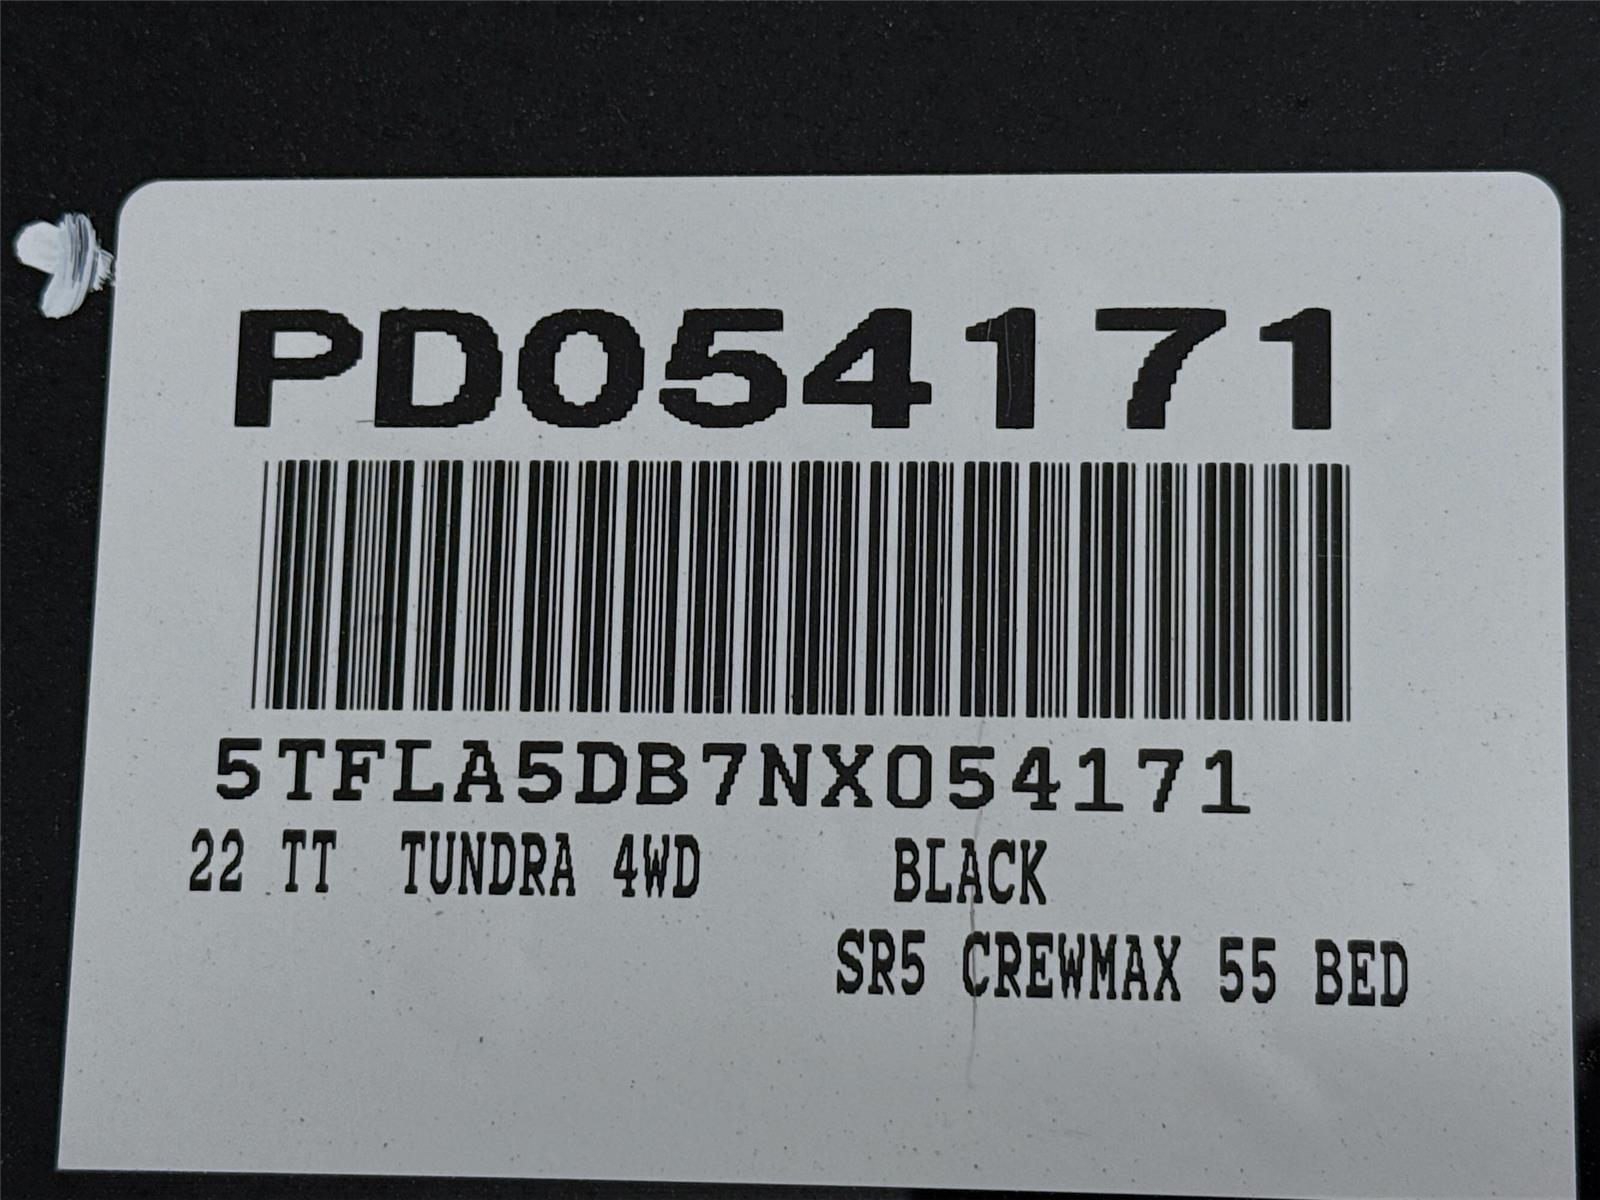 PD054171
5TFLA5DB7NX054171
22 TT TUNDRA 4WD BLACK
SR5 CREWMAX 55 BED